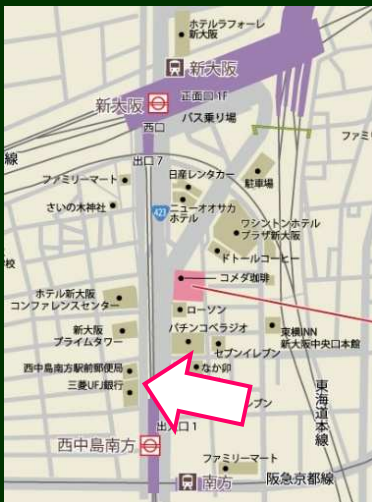 ホテルラフォーレ
新大阪
新大阪
新大阪
正面口 1F
バス乗り場
西口
出口 7
ファミ
線
ファミリーマート
日産レンタカー
駐車場
さいの木神社
ニューオオサカ
ホテル
423
ワシントンホテル
プラザ新大阪
校
ドトールコーヒー
コメダ珈琲
ホテル新大阪
コンファレンスセンター
ローソン
新大阪
プライムタワー
パチンコベラジオ
東横INN
新大阪中央口本館
セブンイレブン
西中島南方駅前郵便局
なか卯
三菱UFJ銀行
ブン
東海道本線
出入口 1
西中島南方
ファミリーマート
南方
阪急京都線